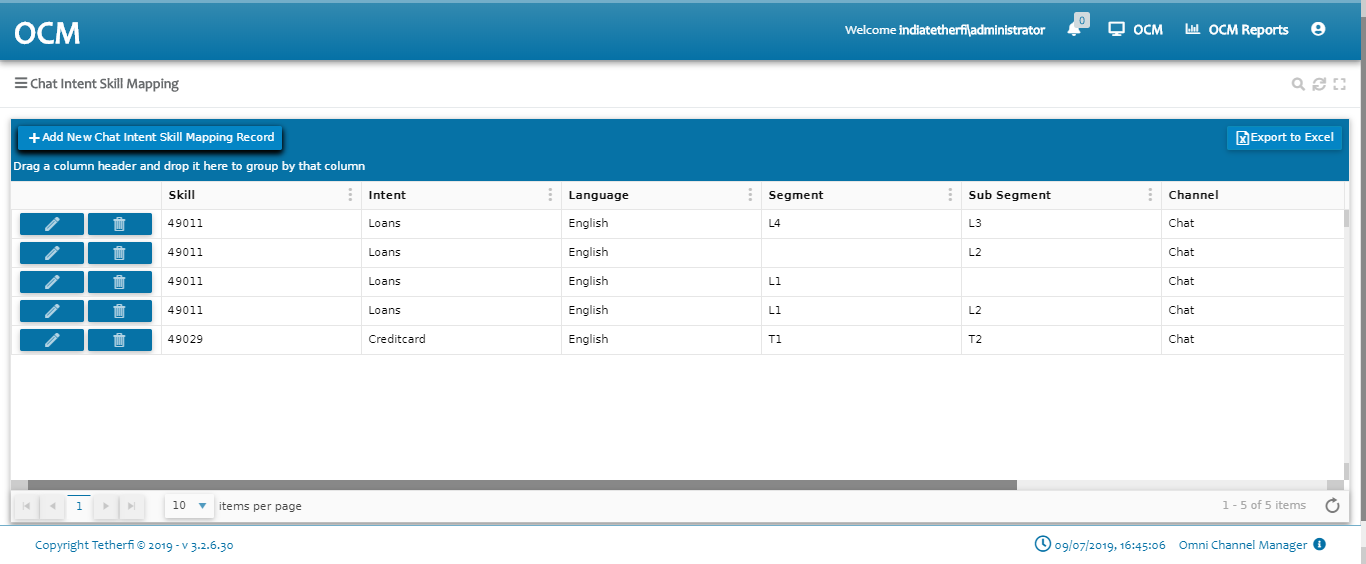 OCM
Welcome indiatetherfi\administrator
0
OCM
OCM Reports
Chat Intent Skill Mapping
Add New Chat Intent Skill Mapping Record
Export to Excel
Drag a column header and drop it here to group by that column
Skill Intent Language Segment Sub Segment Channel
49011 Loans English L4 L3 Chat
49011 Loans English L2 Chat
49011 Loans English L1 Chat
49011 Loans English L1 L2 Chat
49029 Creditcard English T1 T2 Chat
1 10 items per page 1 - 5 of 5 items
Copyright Tetherfi © 2019 - v 3.2.6.30 09/07/2019, 16:45:06 Omni Channel Manager